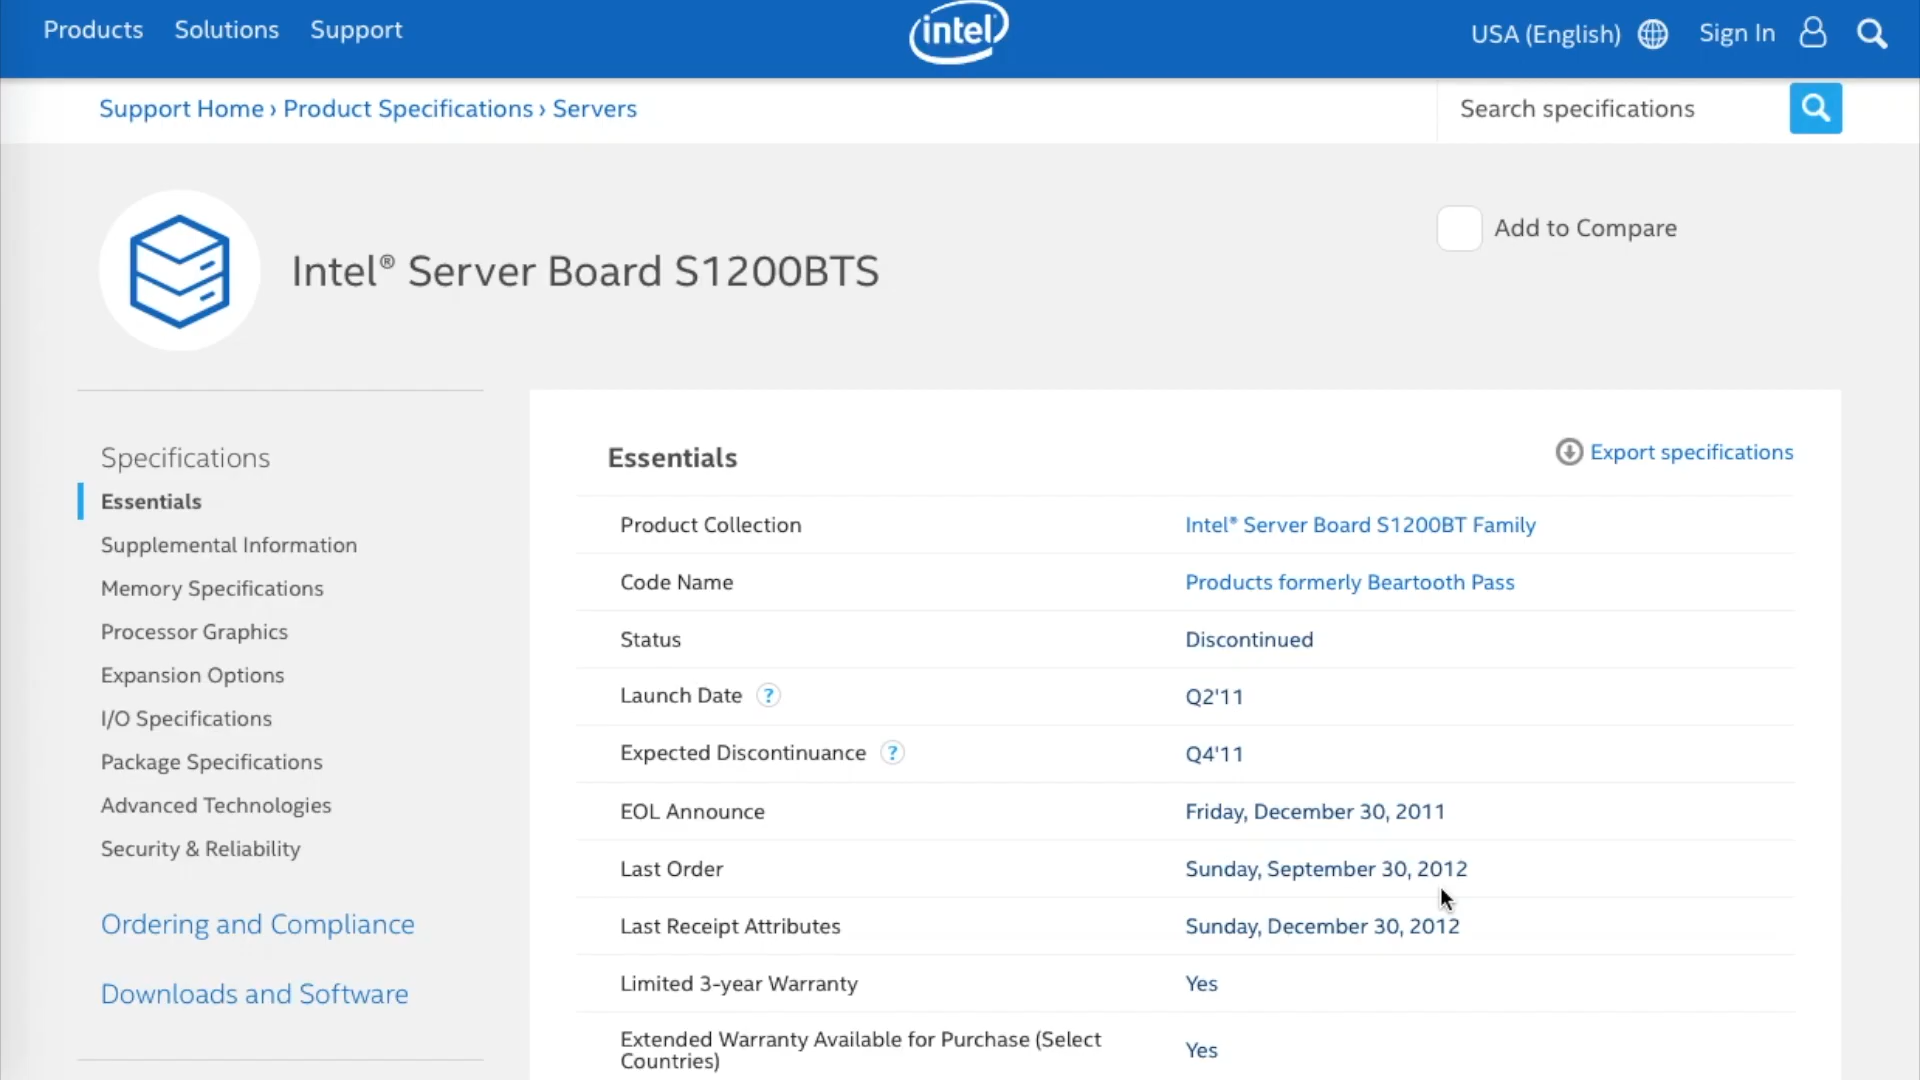 Products Solutions Support
intel
USA (English) Sign In
Support Home › Product Specifications › Servers
Search specifications
Intel® Server Board S1200BTS
Add to Compare
Specifications
Essentials
Supplemental Information
Memory Specifications
Processor Graphics
Expansion Options
I/O Specifications
Package Specifications
Advanced Technologies
Security & Reliability
Ordering and Compliance
Downloads and Software
Essentials
Export specifications
Product Collection Intel® Server Board S1200BT Family
Code Name Products formerly Beartooth Pass
Status Discontinued
Launch Date ? Q2'11
Expected Discontinuance ? Q4'11
EOL Announce Friday, December 30, 2011
Last Order Sunday, September 30, 2012
Last Receipt Attributes Sunday, December 30, 2012
Limited 3-year Warranty Yes
Extended Warranty Available for Purchase (Select
Countries) Yes